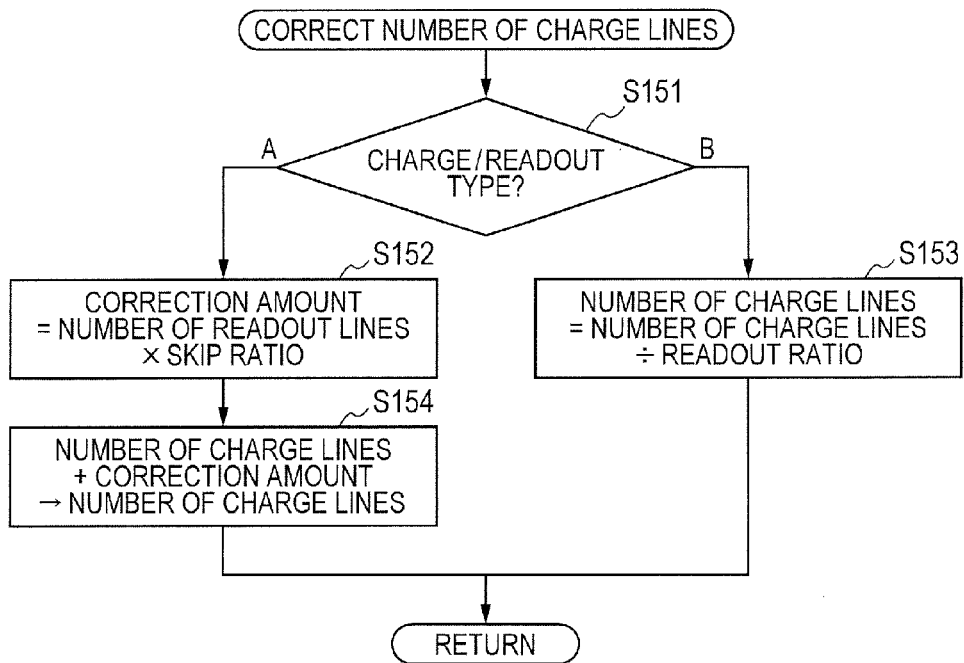 CORRECT NUMBER OF CHARGE LINES
S151
A
CHARGE/READOUT
TYPE?
B
S152
CORRECTION AMOUNT
= NUMBER OF READOUT LINES
× SKIP RATIO
S153
NUMBER OF CHARGE LINES
= NUMBER OF CHARGE LINES
÷ READOUT RATIO
S154
NUMBER OF CHARGE LINES
+ CORRECTION AMOUNT
→ NUMBER OF CHARGE LINES
RETURN